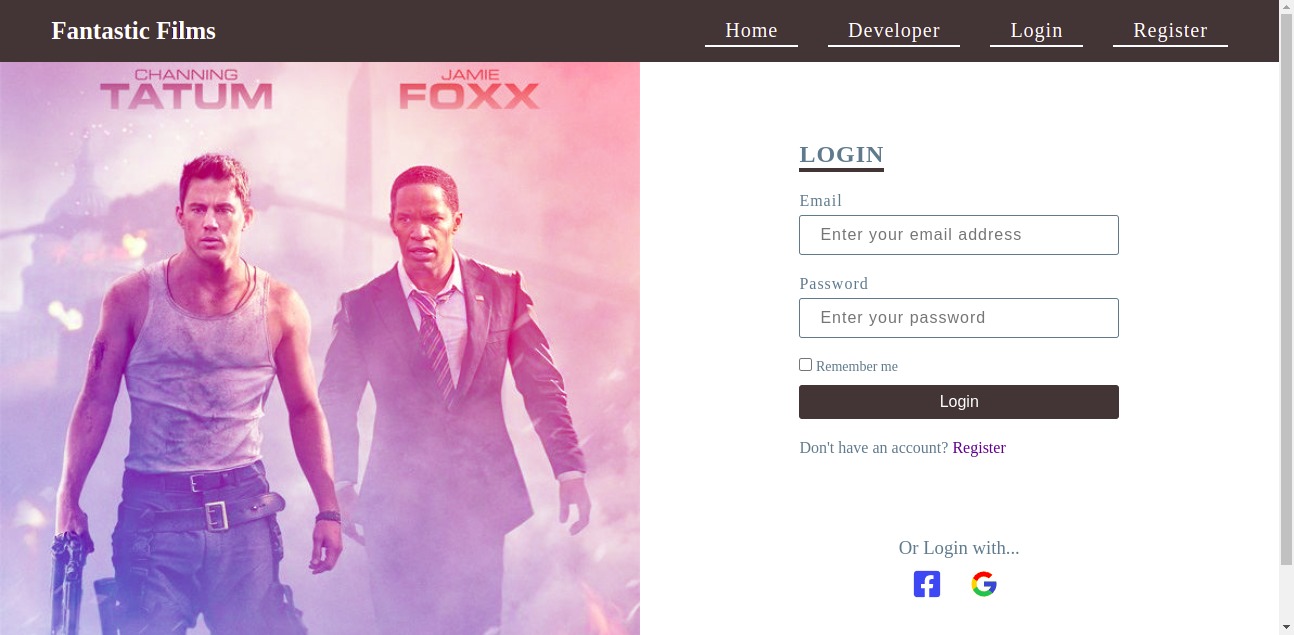 Fantastic Films
Home
Developer
Login
Register
CHANNING
TATUM
JAMIE
FOXX
LOGIN
Email
Enter your email address
Password
Enter your password
Remember me
Login
Don't have an account? Register
Or Login with...